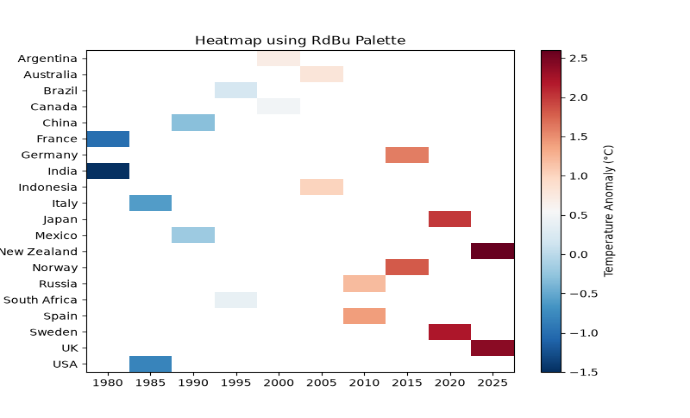 Heatmap using RdBu Palette
Argentina
Australia
Brazil
Canada
China
France
Germany
India
Indonesia
Italy
Japan
Mexico
New Zealand
Norway
Russia
South Africa
Spain
Sweden
UK
USA
1980 1985 1990 1995 2000 2005 2010 2015 2020 2025
2.5
2.0
1.5
1.0
0.5
0.0
−0.5
−1.0
−1.5
Temperature Anomaly (°C)